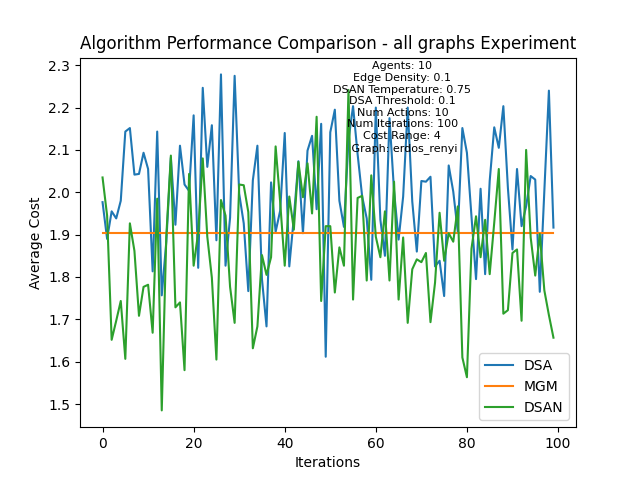 Algorithm Performance Comparison - all graphs Experiment
Agents: 10
Edge Density: 0.1
DSAN Temperature: 0.75
DSA Threshold: 0.1
Num Actions: 10
Num Iterations: 100
Cost Range: 4
Graph: erdos_renyi
2.3
2.2
2.1
2.0
1.9
1.8
1.7
1.6
1.5
Average Cost
0 20 40 60 80 100
Iterations
DSA
MGM
DSAN